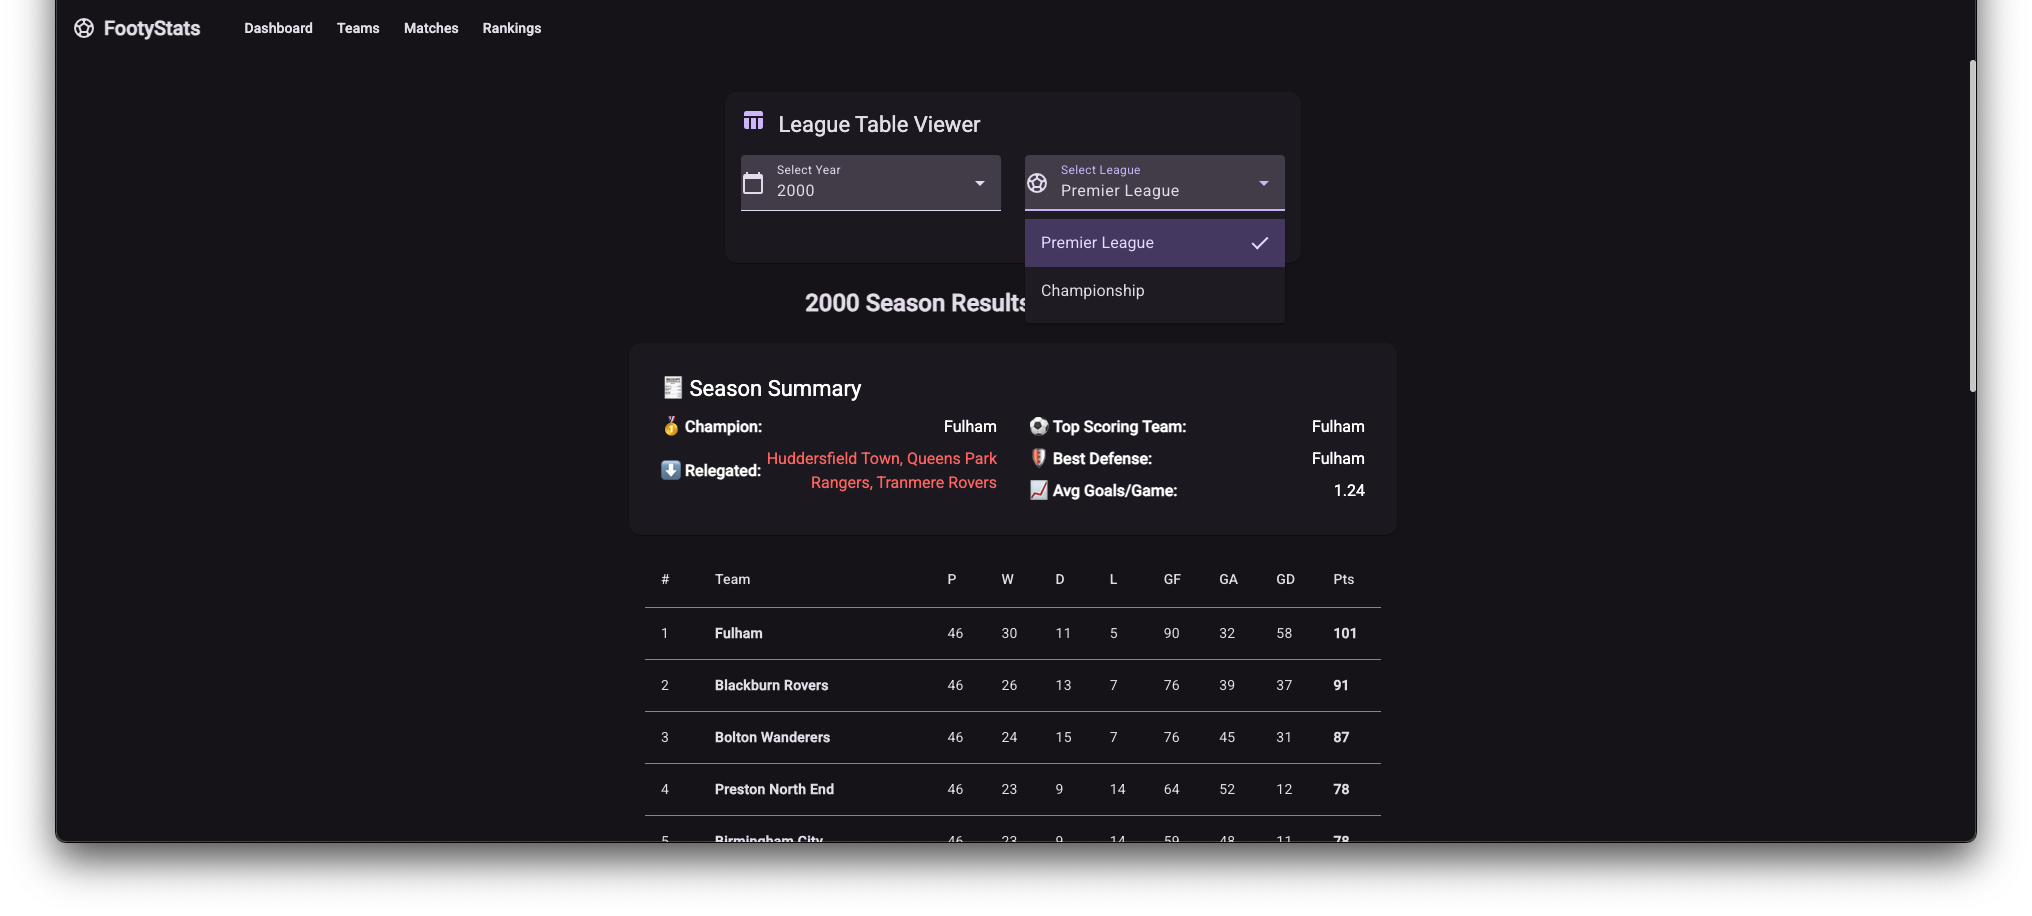 FootyStats Dashboard Teams Matches Rankings
League Table Viewer
Select Year
2000
Select League
Premier League
Premier League
Championship
2000 Season Results
Season Summary
Champion: Fulham
Relegated: Huddersfield Town, Queens Park
Rangers, Tranmere Rovers
Top Scoring Team: Fulham
Best Defense: Fulham
Avg Goals/Game: 1.24
# Team P W D L GF GA GD Pts
1 Fulham 46 30 11 5 90 32 58 101
2 Blackburn Rovers 46 26 13 7 76 39 37 91
3 Bolton Wanderers 46 24 15 7 76 45 31 87
4 Preston North End 46 23 9 14 64 52 12 78
5 Birmingham City 46 23 9 14 59 48 11 78